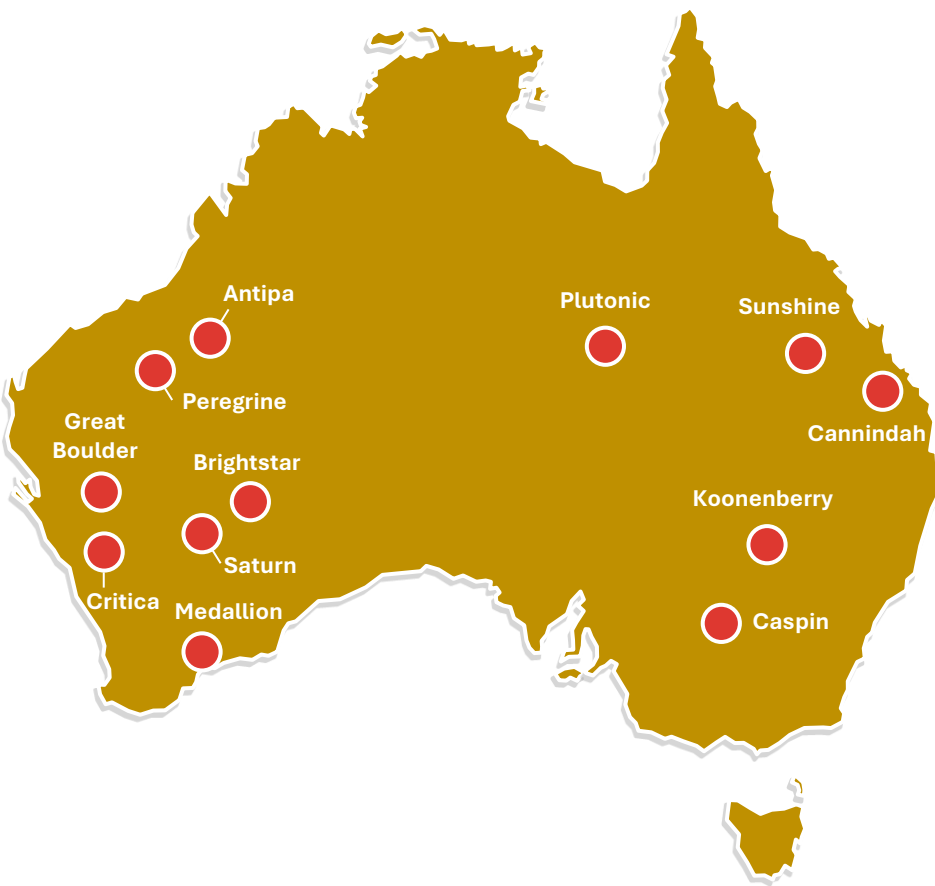 Antipa
Plutonic
Sunshine
Peregrine
Great
Boulder
Cannindah
Brightstar
Koonenberry
Saturn
Critica
Medallion
Caspin